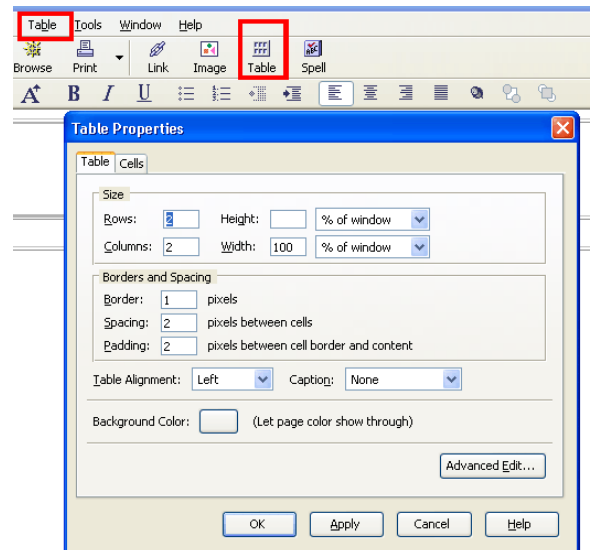 Table Tools Window Help
Browse Print Link Image Table Spell
A B I U
Table Properties
Table Cells
Size
Rows: 2 Height: % of window
Columns: 2 Width: 100 % of window
Borders and Spacing
Border: 1 pixels
Spacing: 2 pixels between cells
Padding: 2 pixels between cell border and content
Table Alignment: Left Caption: None
Background Color: (Let page color show through)
Advanced Edit...
OK Apply Cancel Help